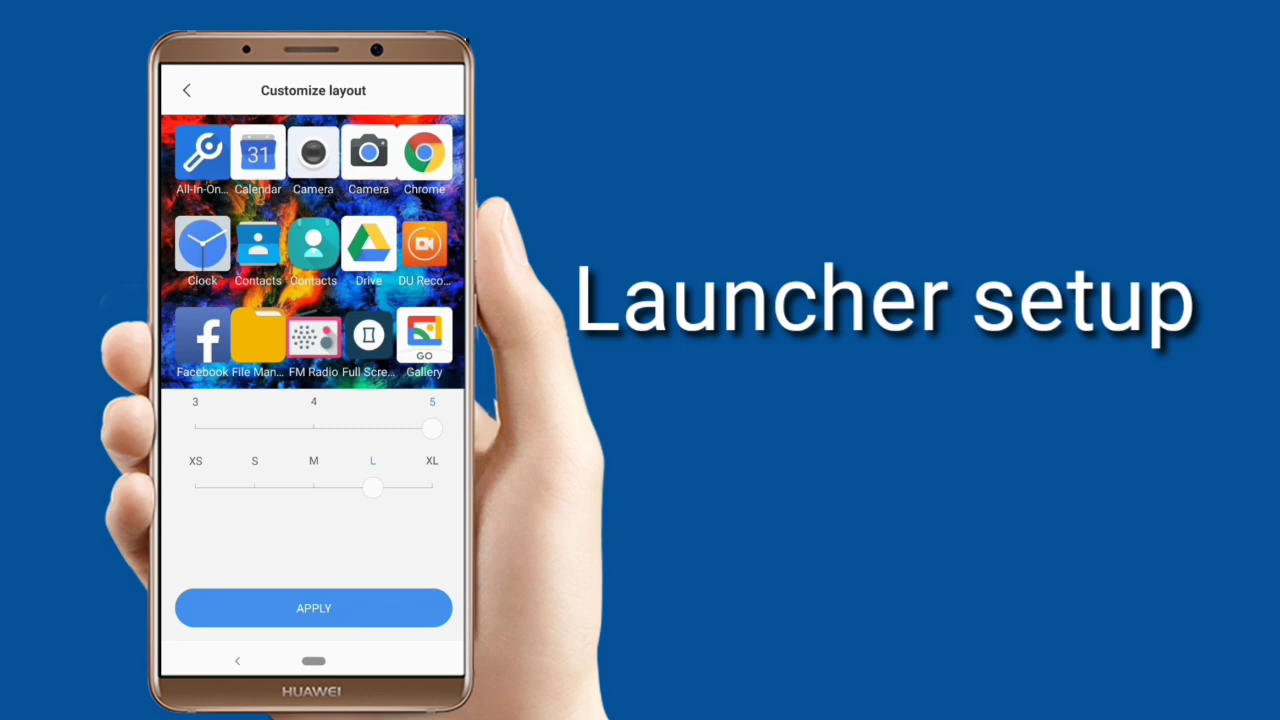 Customize layout
31
All-In-On... Calendar Camera Camera Chrome
Clock Contacts Contacts Drive DU Reco...
GO
Facebook File Man... FM Radio Full Scre... Gallery
3 4 5
XS S M L XL
APPLY
HUAWEI
Launcher setup